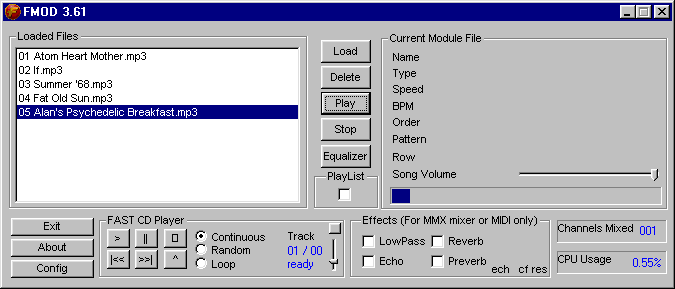 FMOD 3.61
Loaded Files
01 Atom Heart Mother.mp3
02 If.mp3
03 Summer '68.mp3
04 Fat Old Sun.mp3
05 Alan's Psychedelic Breakfast.mp3
Load
Delete
Play
Stop
Equalizer
PlayList
Current Module File
Name
Type
Speed
BPM
Order
Pattern
Row
Song Volume
Exit
About
Config
FAST CD Player
> || □
|<< >>| ^
Continuous
Random
Loop
Track
01 / 00
ready
Effects (For MMX mixer or MIDI only)
LowPass Reverb
Echo Preverb
ech cf res
Channels Mixed 001
CPU Usage 0.55%